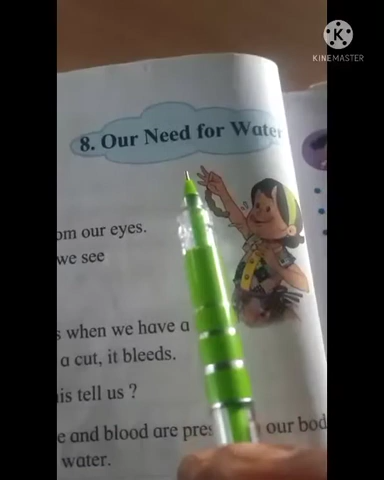 KINEMASTER
8. Our Need for Water
om our eyes.
we see
s when we have a
a cut, it bleeds.
is tell us ?
e and blood are pres our bod
water.